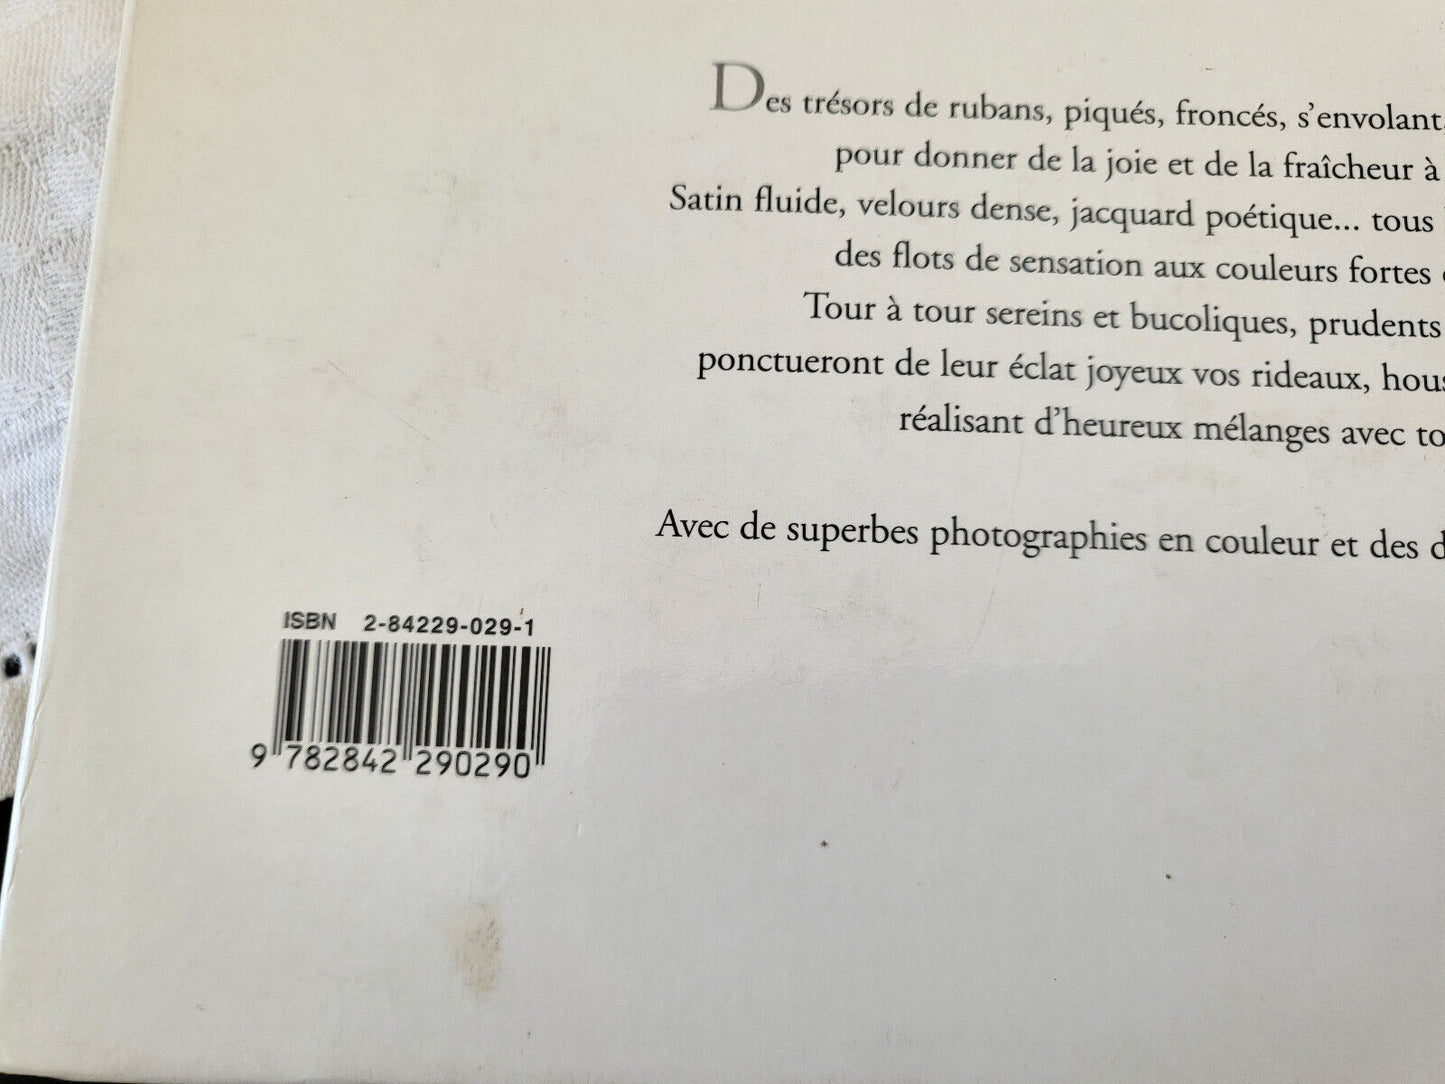 Des trésors de rubans, piqués, froncés, s'envolant
pour donner de la joie et de la fraîcheur à
Satin fluide, velours dense, jacquard poétique... tous
des flots de sensation aux couleurs fortes
Tour à tour sereins et bucoliques, prudents
ponctueront de leur éclat joyeux vos rideaux,
réalisant d'heureux mélanges avec
Avec de superbes photographies en couleur et des
ISBN 2-84229-029-1
9 782842 290290